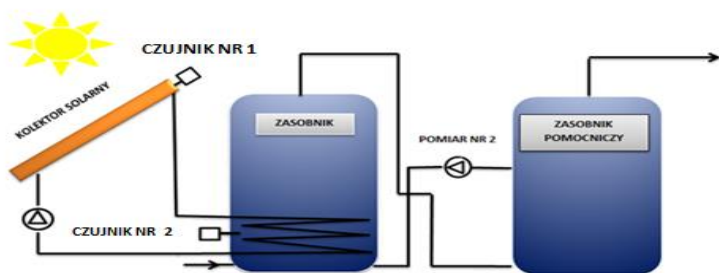 CZUJNIK NR 1
KOLEKTOR SOLARNY
ZASOBNIK
ZASOBNIK
POMOCNICZY
POMIAR NR 2
CZUJNIK NR 2